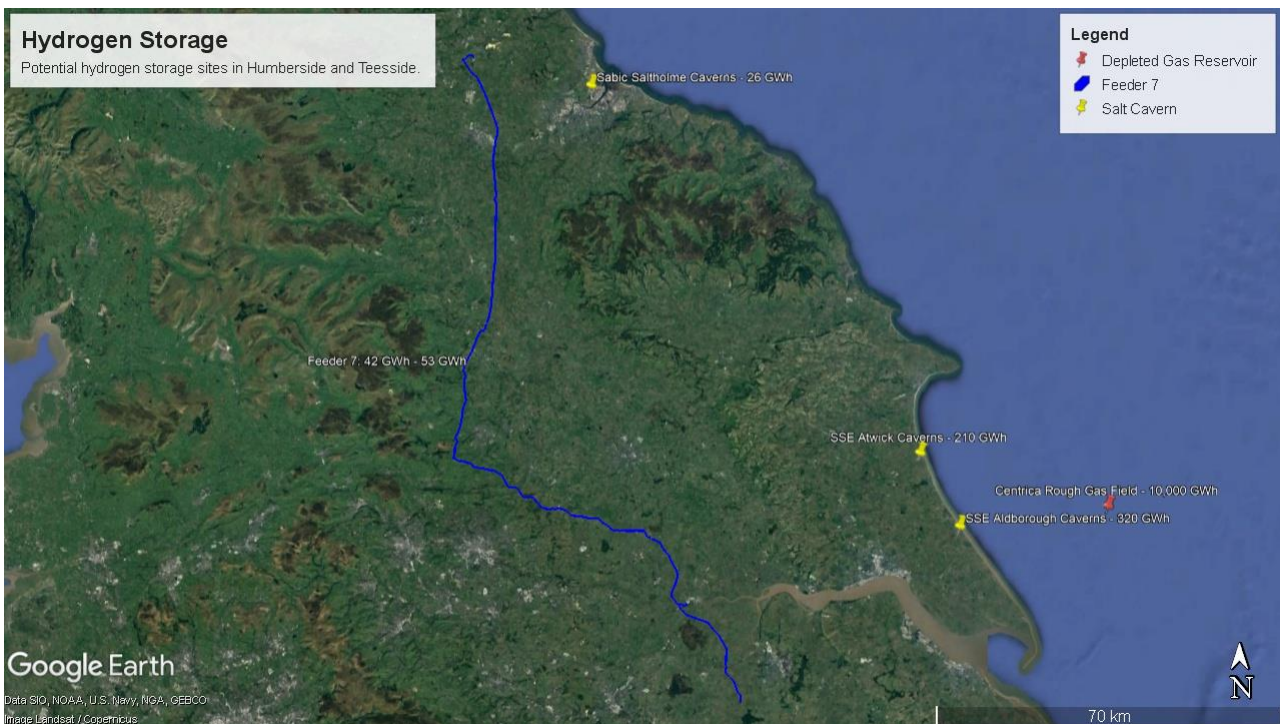 Hydrogen Storage
Potential hydrogen storage sites in Humberside and Teesside.
Legend
Depleted Gas Reservoir
Feeder 7
Salt Cavern
Sabic Saltholme Caverns - 26 GWh
Feeder 7: 42 GWh - 53 GWh
SSE Atwick Caverns - 210 GWh
Centrica Rough Gas Field - 10,000 GWh
SSE Aldborough Caverns - 320 GWh
Google Earth
Data SIO, NOAA, U.S. Navy, NGA, GEBCO
Image Landsat / Copernicus
N
70 km